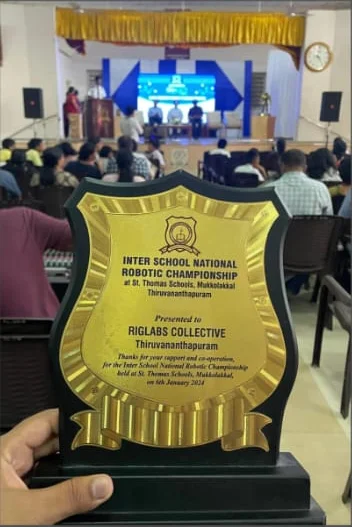 INTER SCHOOL NATIONAL
ROBOTIC CHAMPIONSHIP
at St. Thomas Schools, Mukkolakkal
Thiruvananthapuram
Presented to
RIGLABS COLLECTIVE
Thiruvananthapuram
Thanks for your support and co-operation,
for the Inter School National Robotic Championship
held at St. Thomas Schools, Mukkolakkal,
on 6th January 2024